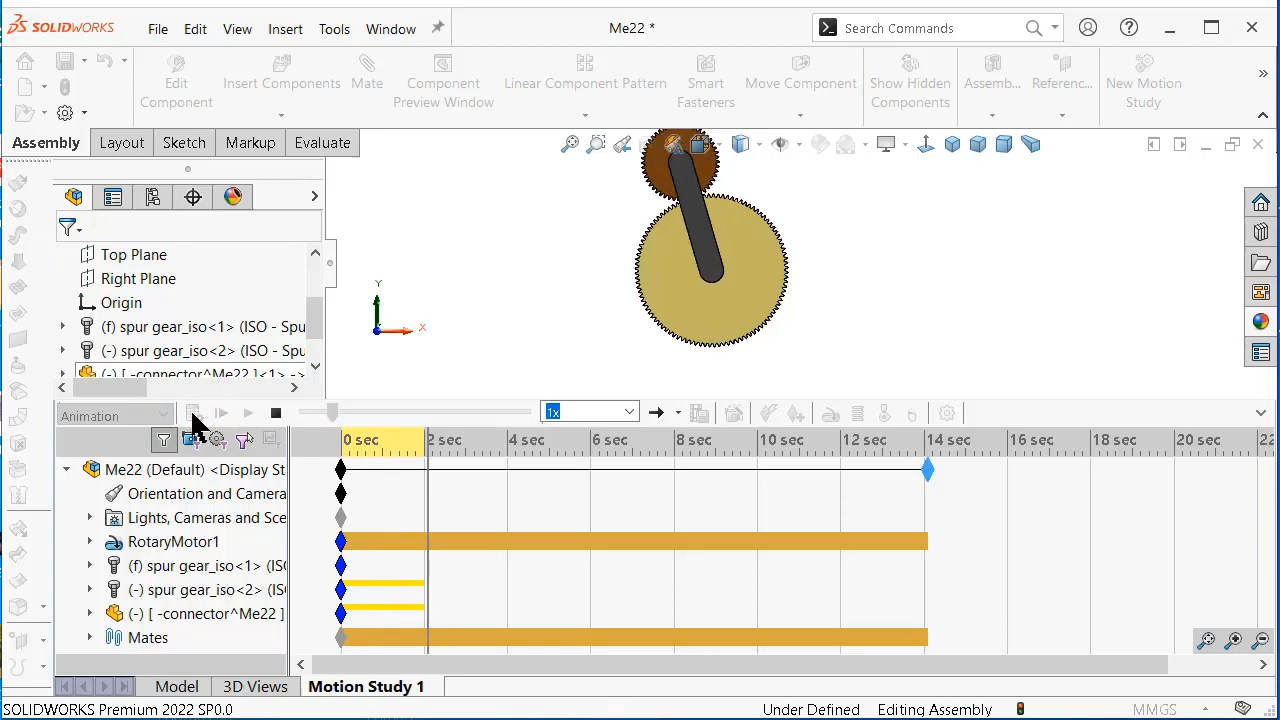 SOLIDWORKS File Edit View Insert Tools Window Me22 * Search Commands
Edit Component
Insert Components
Mate
Component Preview Window
Linear Component Pattern
Smart Fasteners
Move Component
Show Hidden Components
Assemb...
Referenc...
New Motion Study
Assembly Layout Sketch Markup Evaluate
Top Plane
Right Plane
Origin
(f) spur gear_iso<1> (ISO - Spu
(-) spur gear_iso<2> (ISO - Spu
(-) [ -connector^Me22 ]<1> ->
Y
X
Animation
1x
0 sec 2 sec 4 sec 6 sec 8 sec 10 sec 12 sec 14 sec 16 sec 18 sec 20 sec 22
Me22 (Default) <Display St
Orientation and Camera
Lights, Cameras and Sce
RotaryMotor1
(f) spur gear_iso<1> (ISO
(-) spur gear_iso<2> (ISO
(-) [ -connector^Me22 ]
Mates
Model 3D Views Motion Study 1
SOLIDWORKS Premium 2022 SP0.0 Under Defined Editing Assembly MMGS